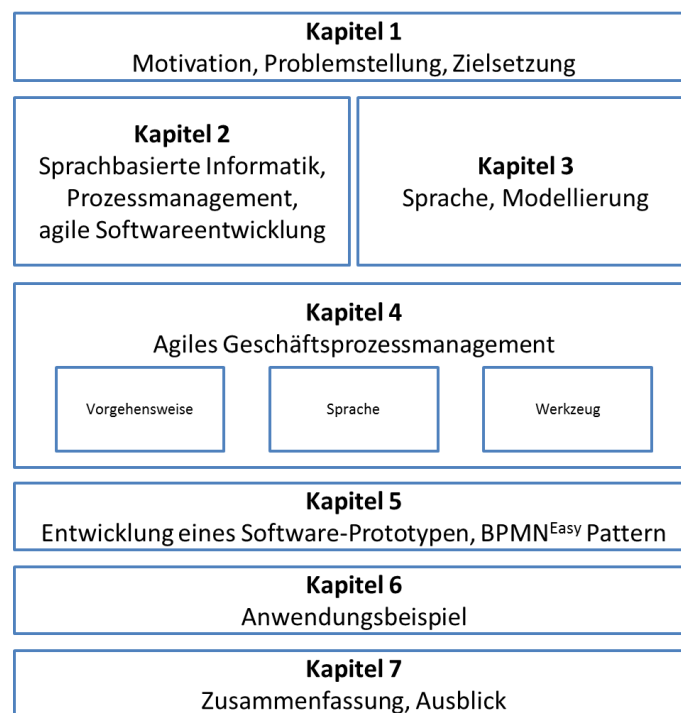 Kapitel 1
Motivation, Problemstellung, Zielsetzung
Kapitel 2
Sprachbasierte Informatik,
Prozessmanagement,
agile Softwareentwicklung
Kapitel 3
Sprache, Modellierung
Kapitel 4
Agiles Geschäftsprozessmanagement
Vorgehensweise
Sprache
Werkzeug
Kapitel 5
Entwicklung eines Software-Prototypen, BPMNEasy Pattern
Kapitel 6
Anwendungsbeispiel
Kapitel 7
Zusammenfassung, Ausblick